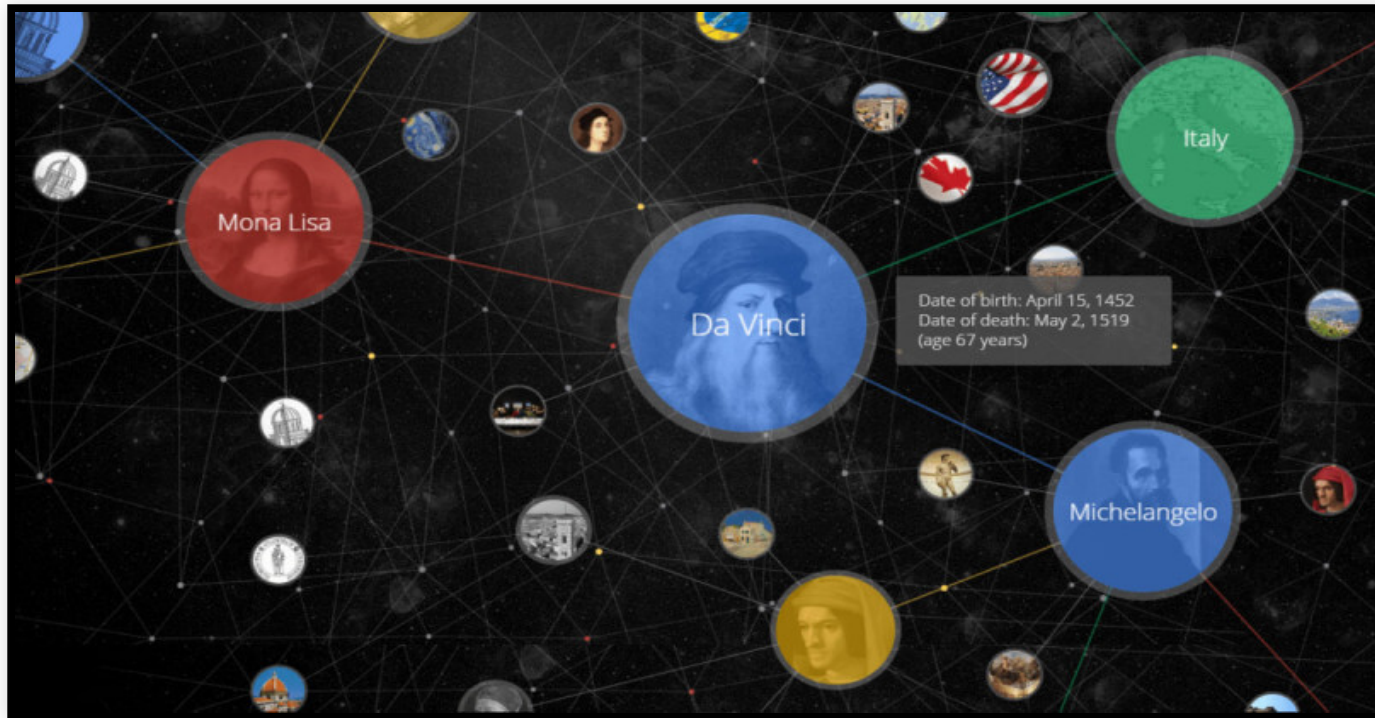 Italy
Mona Lisa
Da Vinci
Date of birth: April 15, 1452
Date of death: May 2, 1519
(age 67 years)
Michelangelo